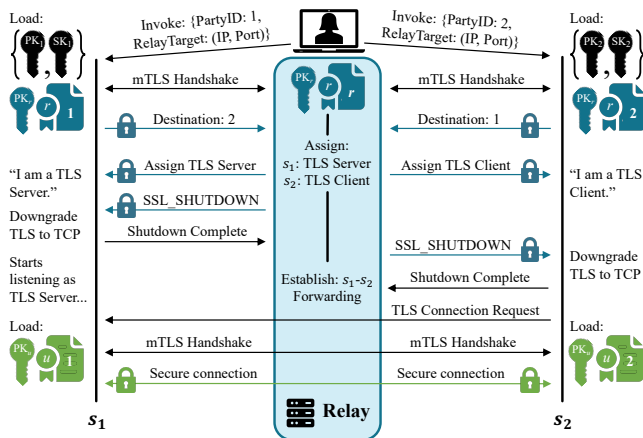 Load:
Invoke: {PartyID: 1,
RelayTarget: (IP, Port)}
Invoke: {PartyID: 2,
RelayTarget: (IP, Port)}
Load:
{PK₁, SK₁}
{PK₂, SK₂}
mTLS Handshake
mTLS Handshake
PKᵣ r 1
PKᵣ r r
PKᵣ r 2
Destination: 2
Destination: 1
Assign:
s₁: TLS Server
s₂: TLS Client
"I am a TLS
Server."
Assign TLS Server
Assign TLS Client
"I am a TLS
Client."
SSL_SHUTDOWN
Downgrade
TLS to TCP
Shutdown Complete
SSL_SHUTDOWN
Downgrade
TLS to TCP
Starts
listening as
TLS Server...
Establish: s₁-s₂
Forwarding
Shutdown Complete
TLS Connection Request
Load:
Load:
mTLS Handshake
mTLS Handshake
PKᵤ u 1
PKᵤ u 2
Secure connection
Secure connection
s₁
Relay
s₂